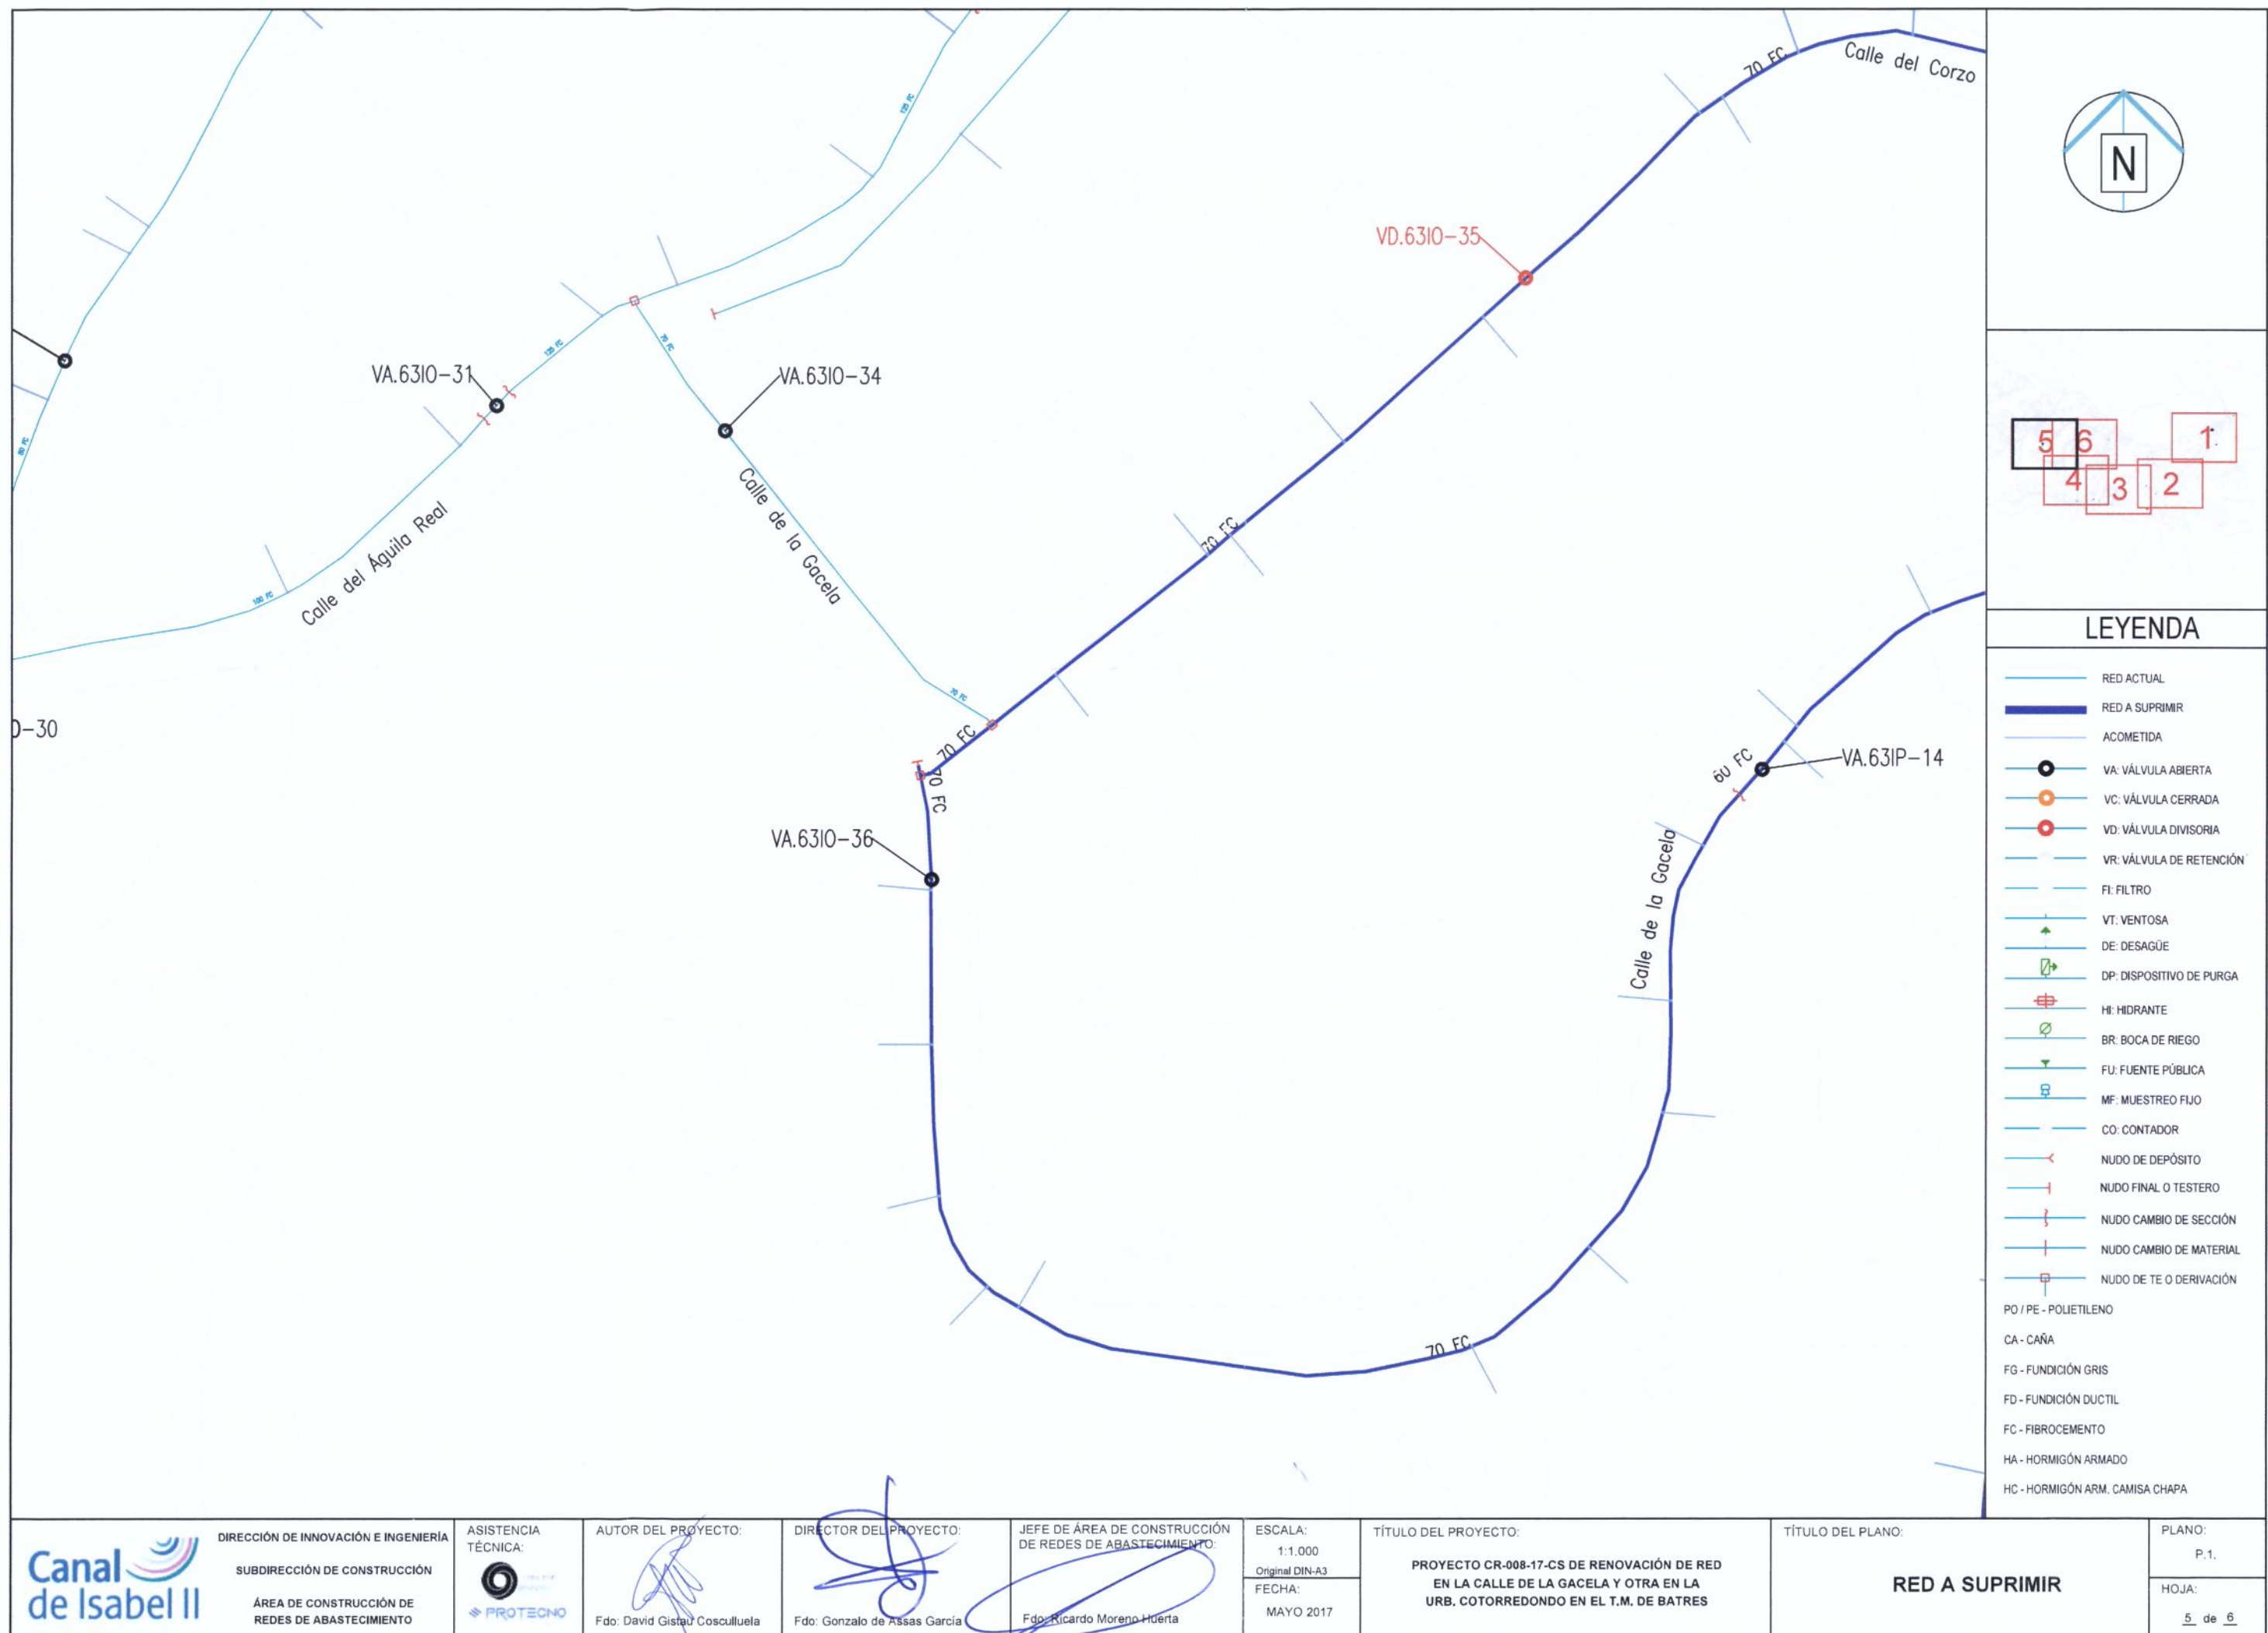 70 FC
Calle del Corzo
125 FC
VD.63IO-35
70 FC
125 FC
VA.63IO-31
VA.63IO-34
80 FC
Calle de la Gacela
Calle del Águila Real
100 FC
70 FC
70 FC
0-30
70 FC
70 FC
VA.63IO-36
60 FC
VA.63IP-14
Calle de la Gacela
70 FC
N
5
6
1
4
3
2
LEYENDA
RED ACTUAL
RED A SUPRIMIR
ACOMETIDA
VA: VÁLVULA ABIERTA
VC: VÁLVULA CERRADA
VD: VÁLVULA DIVISORIA
VR: VÁLVULA DE RETENCIÓN
FI: FILTRO
VT: VENTOSA
DE: DESAGÜE
DP: DISPOSITIVO DE PURGA
HI: HIDRANTE
BR: BOCA DE RIEGO
FU: FUENTE PÚBLICA
MF: MUESTREO FIJO
CO: CONTADOR
NUDO DE DEPÓSITO
NUDO FINAL O TESTERO
NUDO CAMBIO DE SECCIÓN
NUDO CAMBIO DE MATERIAL
NUDO DE TE O DERIVACIÓN
PO / PE - POLIETILENO
CA - CAÑA
FG - FUNDICIÓN GRIS
FD - FUNDICIÓN DUCTIL
FC - FIBROCEMENTO
HA - HORMIGÓN ARMADO
HC - HORMIGÓN ARM. CAMISA CHAPA
Canal
de Isabel II
DIRECCIÓN DE INNOVACIÓN E INGENIERÍA
SUBDIRECCIÓN DE CONSTRUCCIÓN
ÁREA DE CONSTRUCCIÓN DE
REDES DE ABASTECIMIENTO
ASISTENCIA
TÉCNICA:
PROTECNO
AUTOR DEL PROYECTO:
Fdo: David Gistau Cosculluela
DIRECTOR DEL PROYECTO:
Fdo: Gonzalo de Assas García
JEFE DE ÁREA DE CONSTRUCCIÓN
DE REDES DE ABASTECIMIENTO:
Fdo: Ricardo Moreno Huerta
ESCALA:
1:1.000
Original DIN-A3
FECHA:
MAYO 2017
TÍTULO DEL PROYECTO:
PROYECTO CR-008-17-CS DE RENOVACIÓN DE RED
EN LA CALLE DE LA GACELA Y OTRA EN LA
URB. COTORREDONDO EN EL T.M. DE BATRES
TÍTULO DEL PLANO:
RED A SUPRIMIR
PLANO:
P.1.
HOJA:
5 de 6